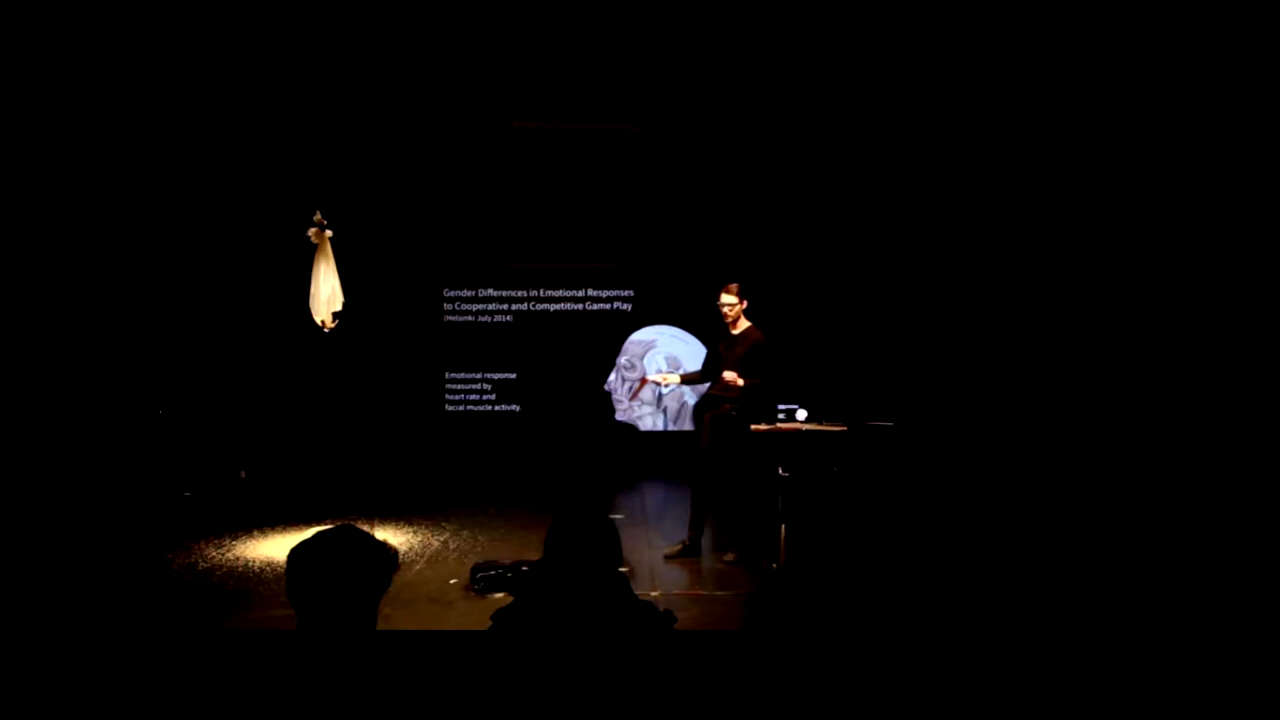 Gender Differences in Emotional Responses
to Cooperative and Competitive Game Play
(Helsinki July 2014)
Emotional response
measured by
heart rate and
facial muscle activity.